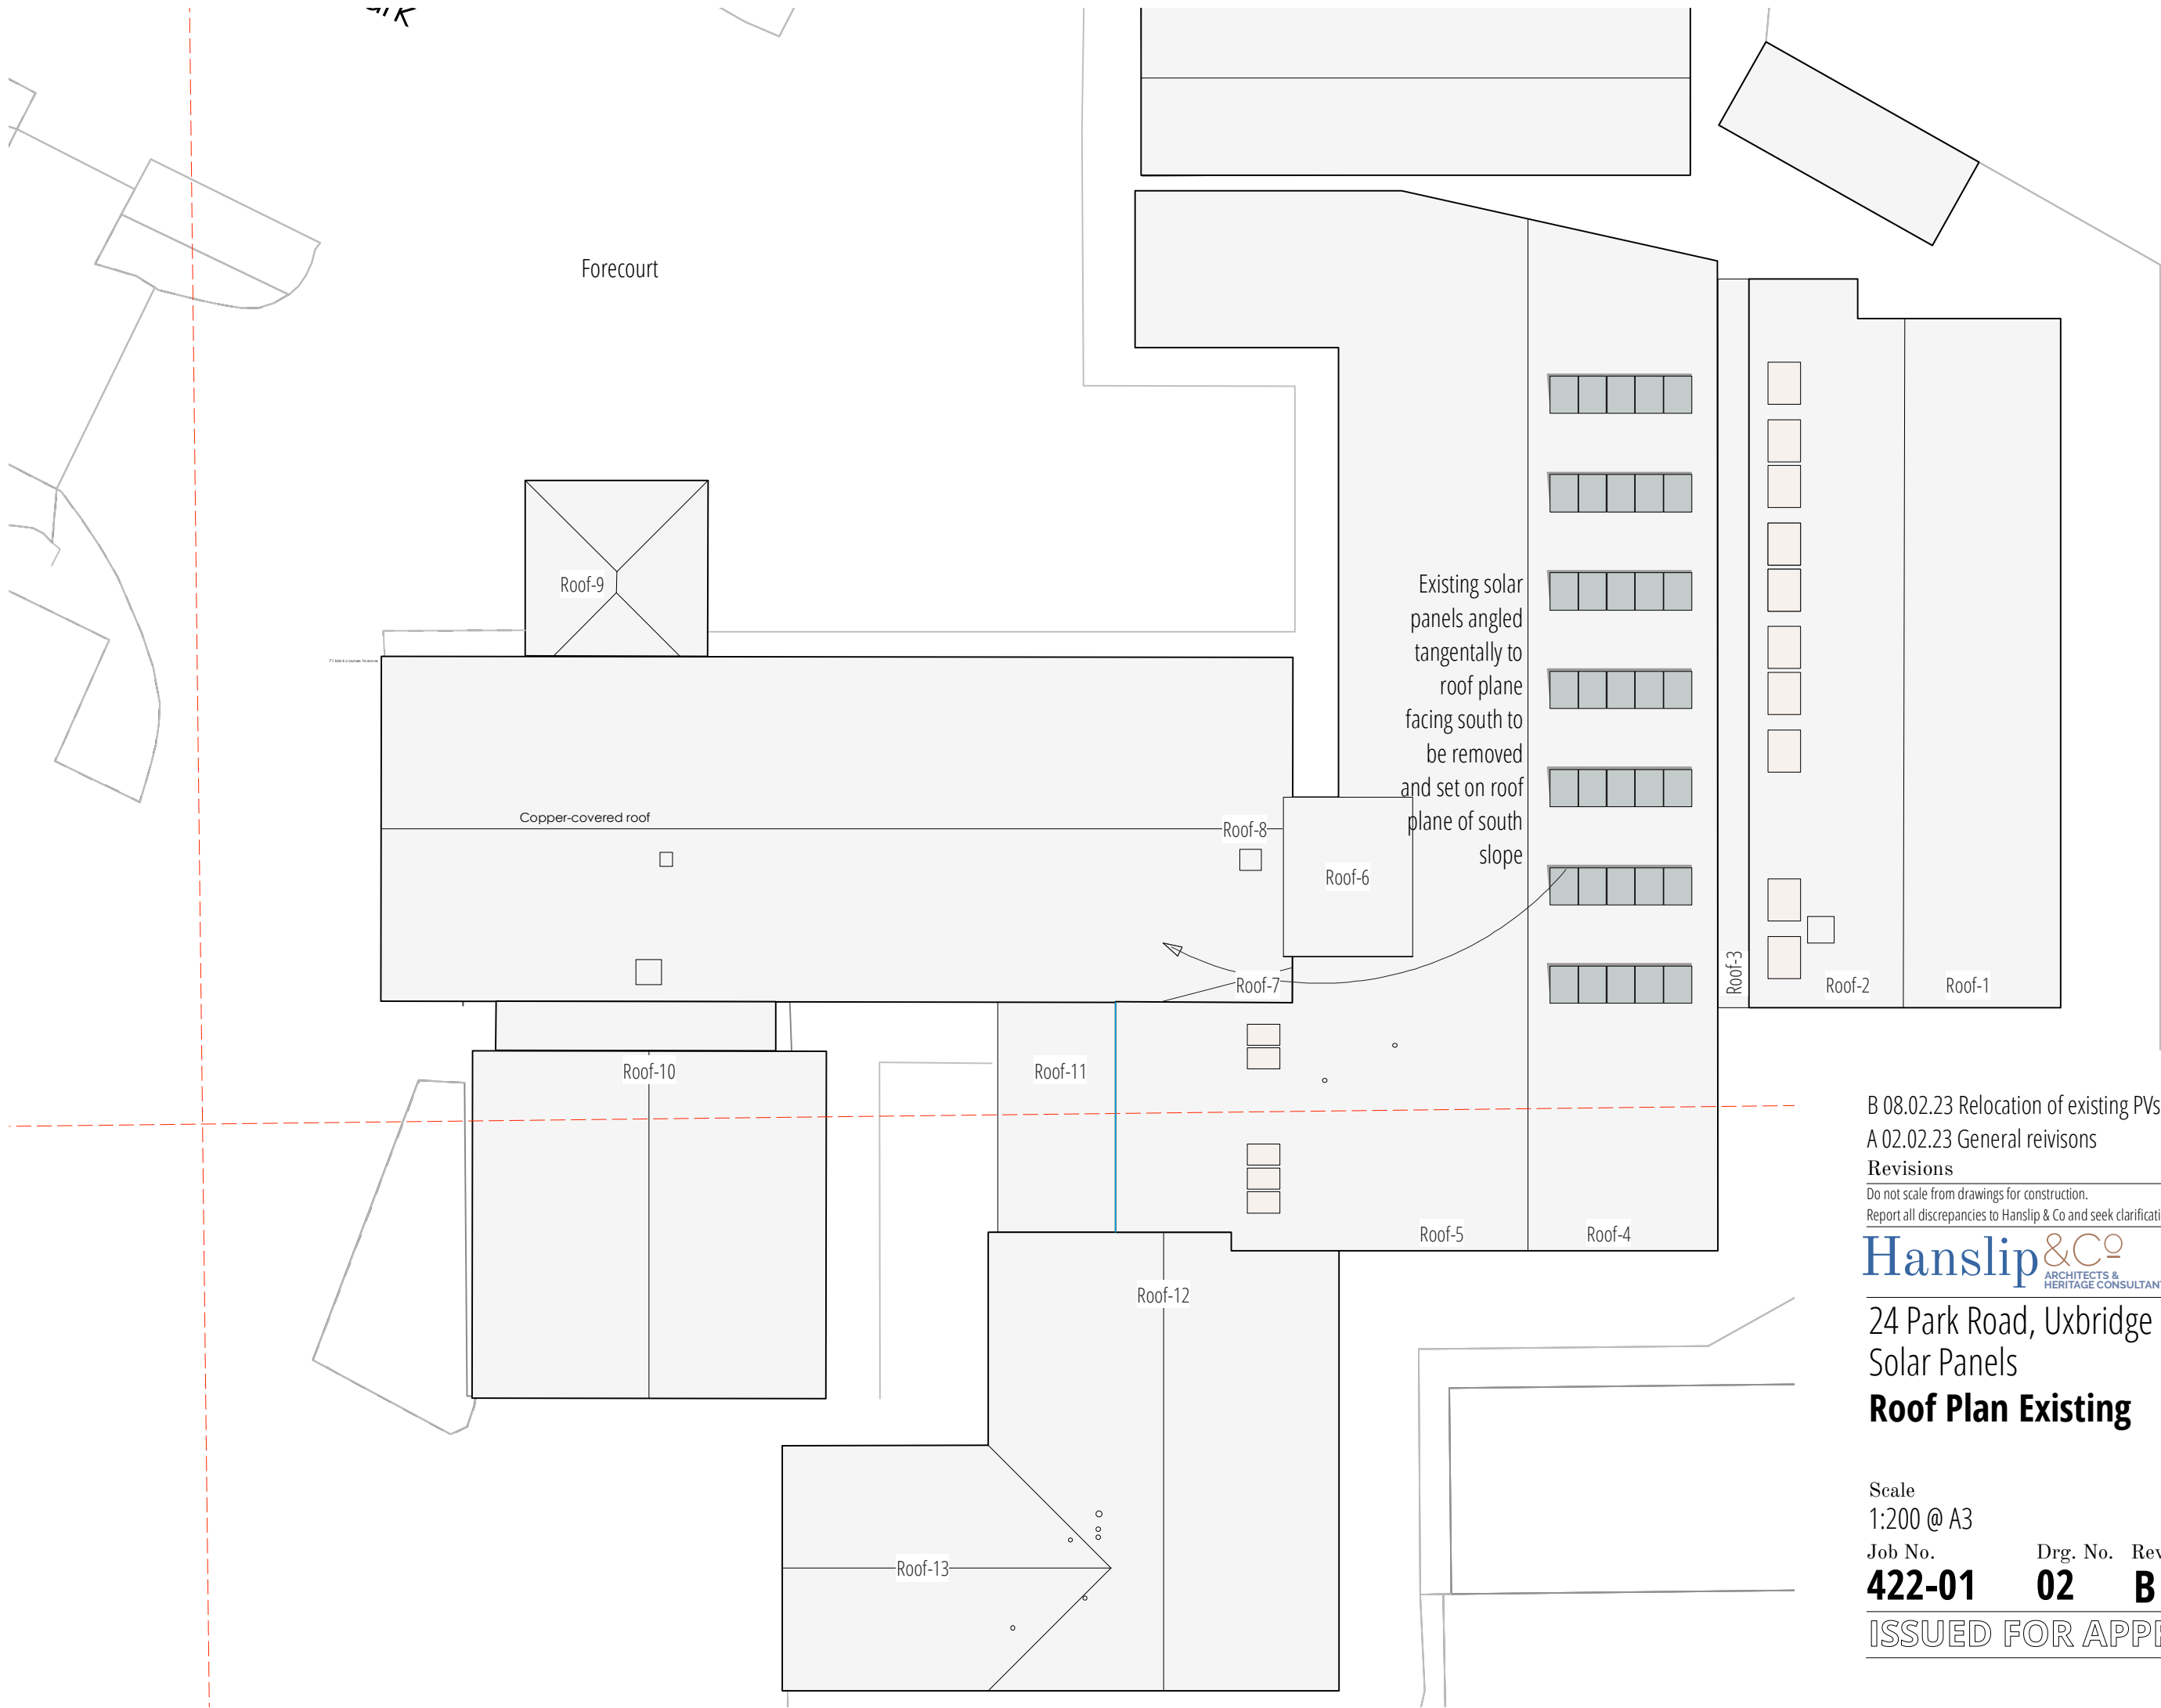 Forecourt
Roof-9
Existing solar
panels angled
tangentally to
roof plane
facing south to
be removed
and set on roof
plane of south
slope
Copper-covered roof
Roof-8
Roof-6
Roof-7
Roof-3
Roof-2
Roof-1
Roof-10
Roof-11
Roof-5
Roof-4
Roof-12
Roof-13
B 08.02.23 Relocation of existing PVs
A 02.02.23 General reivisons
Revisions
Do not scale from drawings for construction.
Report all discrepancies to Hanslip & Co and seek clarificati
Hanslip &Co
ARCHITECTS &
HERITAGE CONSULTAN
24 Park Road, Uxbridge
Solar Panels
Roof Plan Existing
Scale
1:200 @ A3
Job No. Drg. No. Rev
422-01 02 B
ISSUED FOR APP